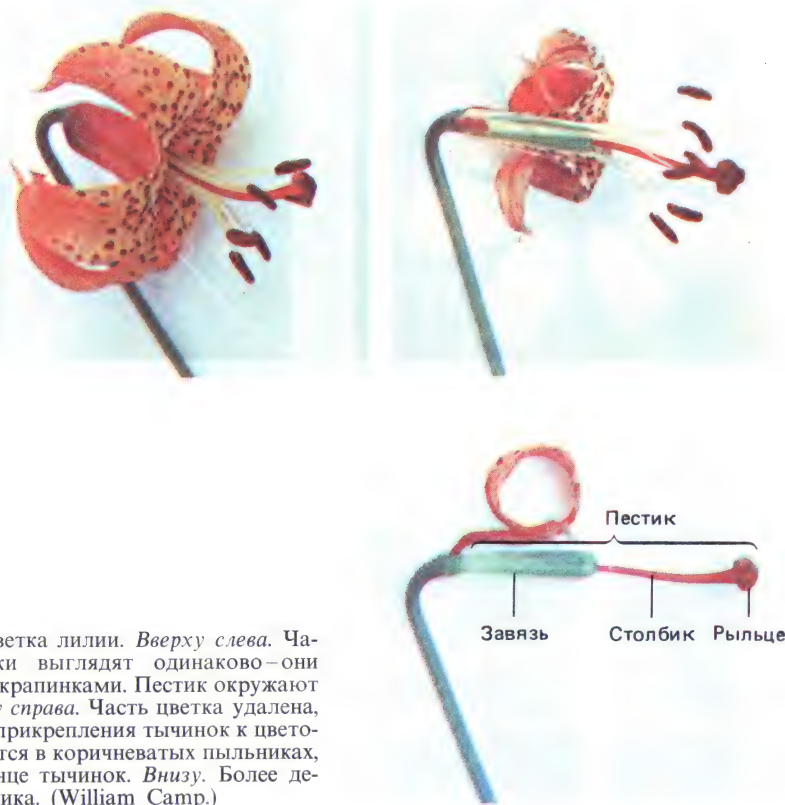 Пестик
Завязь Столбик Рыльце
ветка лилии. Вверху слева. Ча-
ки выглядят одинаково–они
крапинками. Пестик окружают
справа. Часть цветка удалена,
прикрепления тычинок к цвето-
тся в коричневатых пыльниках,
нце тычинок. Внизу. Более де-
ика. (William Camp.)